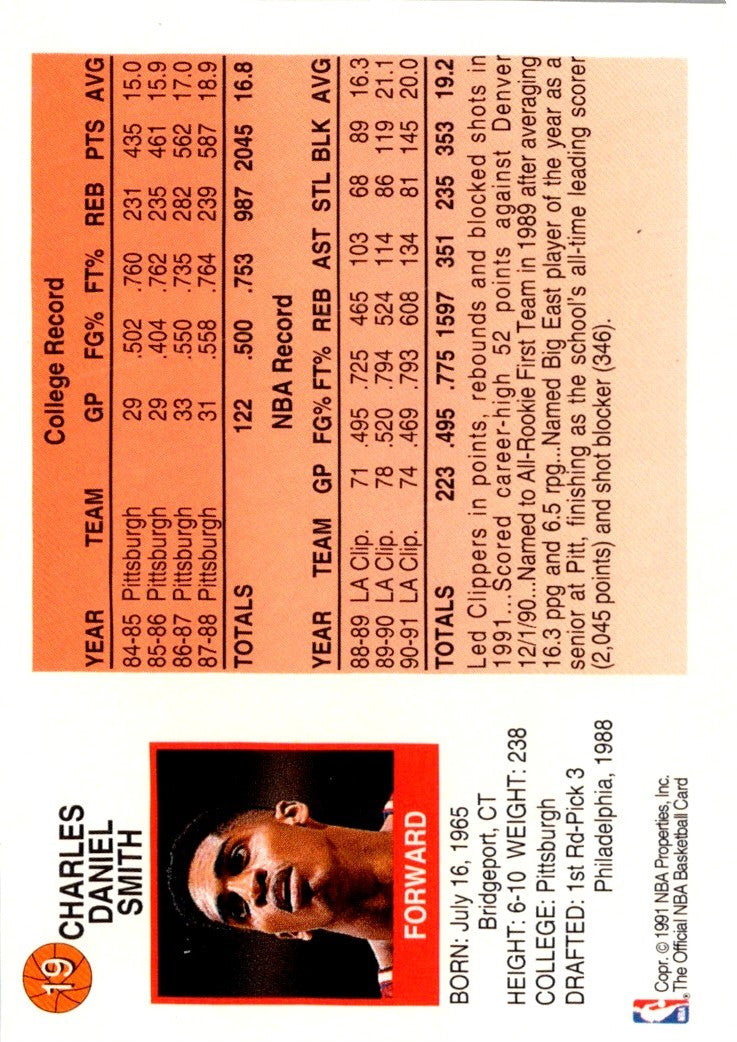 19
CHARLES
DANIEL
SMITH
FORWARD
BORN: July 16, 1965
Bridgeport, CT
HEIGHT: 6-10 WEIGHT: 238
COLLEGE: Pittsburgh
DRAFTED: 1st Rd-Pick 3
Philadelphia, 1988
NBA
Copr. © 1991 NBA Properties, Inc.
The Official NBA Basketball Card
College Record
YEAR TEAM GP FG% FT% REB PTS AVG
84-85 Pittsburgh 29 .502 .760 231 435 15.0
85-86 Pittsburgh 29 .404 .762 235 461 15.9
86-87 Pittsburgh 33 .550 .735 282 562 17.0
87-88 Pittsburgh 31 .558 .764 239 587 18.9
TOTALS 122 .500 .753 987 2045 16.8
NBA Record
YEAR TEAM GP FG% FT% REB AST STL BLK AVG
88-89 LA Clip. 71 .495 .725 465 103 68 89 16.3
89-90 LA Clip. 78 .520 .794 524 114 86 119 21.1
90-91 LA Clip. 74 .469 .793 608 134 81 145 20.0
TOTALS 223 .495 .775 1597 351 235 353 19.2
Led Clippers in points, rebounds and blocked shots in
1991...Scored career-high 52 points against Denver
12/1/90...Named to All-Rookie First Team in 1989 after averaging
16.3 ppg and 6.5 rpg...Named Big East player of the year as a
senior at Pitt, finishing as the school's all-time leading scorer
(2,045 points) and shot blocker (346).